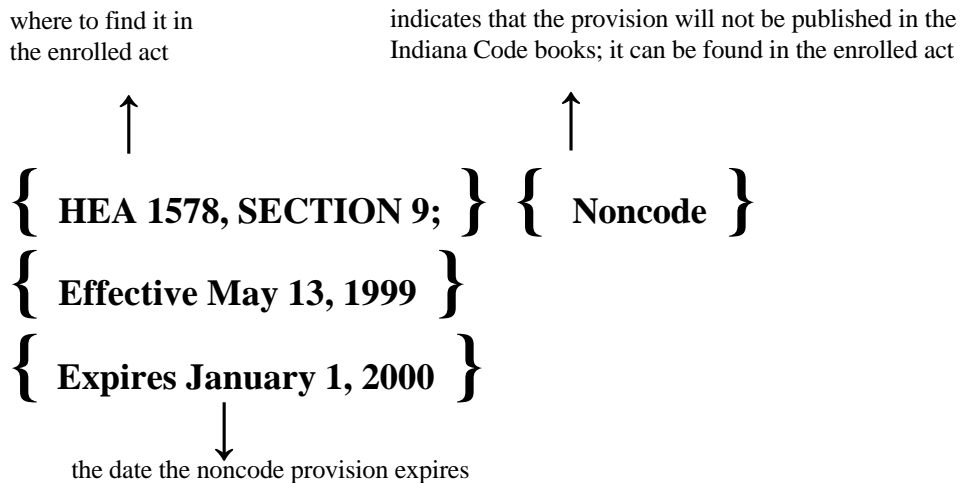 where to find it in
the enrolled act
indicates that the provision will not be published in the
Indiana Code books; it can be found in the enrolled act
{ HEA 1578, SECTION 9; } { Noncode }
{ Effective May 13, 1999 }
{ Expires January 1, 2000 }
the date the noncode provision expires